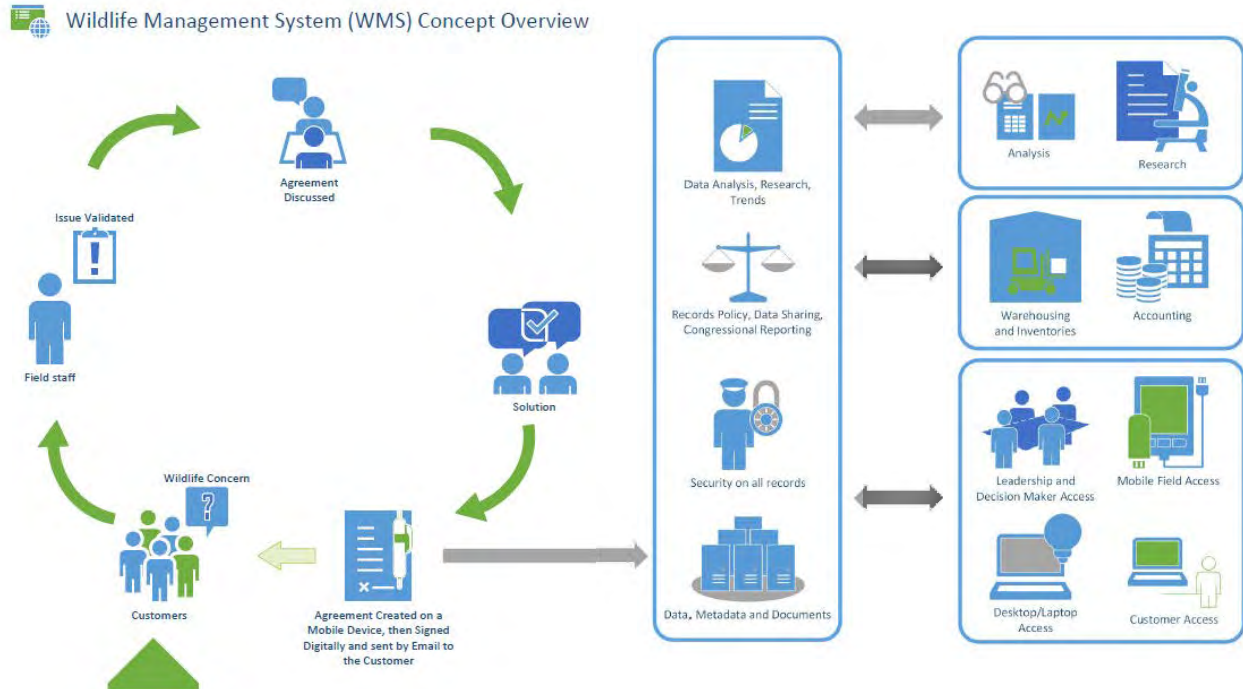 Wildlife Management System (WMS) Concept Overview
Agreement
Discussed
Issue Validated
Field staff
Solution
Wildlife Concern
?
Customers
Agreement Created on a
Mobile Device, then Signed
Digitally and sent by Email to
the Customer
Data Analysis, Research,
Trends
Records Policy, Data Sharing,
Congressional Reporting
Security on all records
Data, Metadata and Documents
Analysis
Research
Warehousing
and Inventories
Accounting
Leadership and
Decision Maker Access
Mobile Field Access
Desktop/Laptop
Access
Customer Access